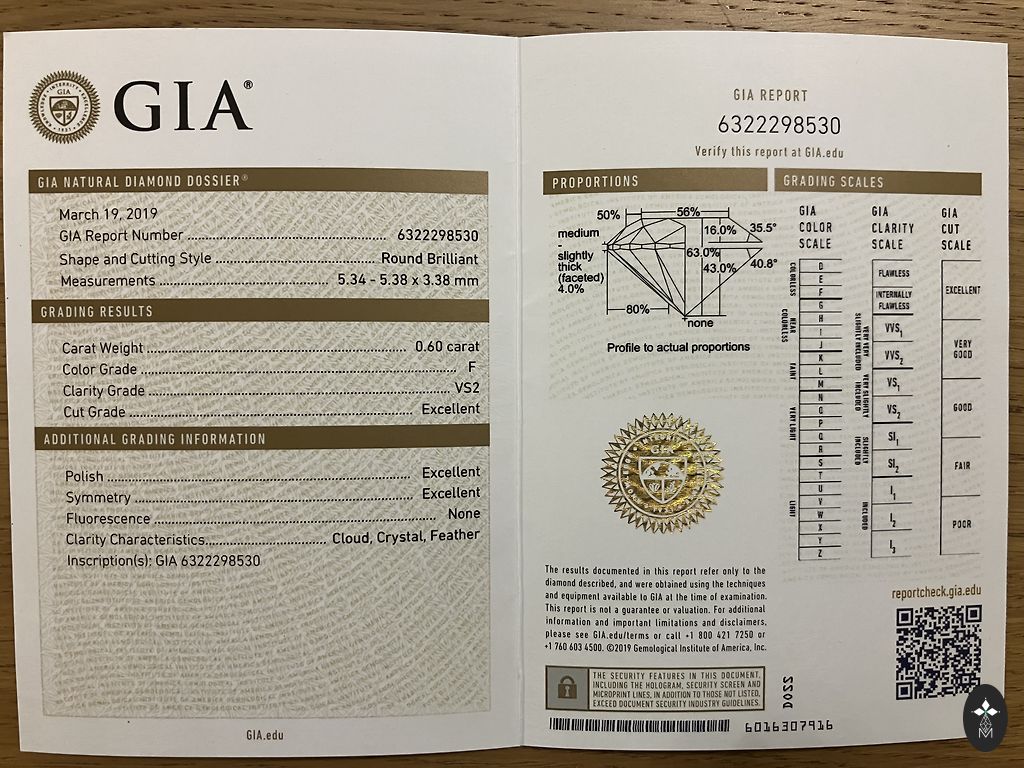 GIA®
GIA NATURAL DIAMOND DOSSIER®
March 19, 2019
GIA Report Number 6322298530
Shape and Cutting Style Round Brilliant
Measurements 5.34 - 5.38 x 3.38 mm
GRADING RESULTS
Carat Weight 0.60 carat
Color Grade F
Clarity Grade VS2
Cut Grade Excellent
ADDITIONAL GRADING INFORMATION
Polish Excellent
Symmetry Excellent
Fluorescence None
Clarity Characteristics Cloud, Crystal, Feather
Inscription(s): GIA 6322298530
GIA.edu
GIA REPORT
6322298530
Verify this report at GIA.edu
PROPORTIONS
50%
56%
medium
-
slightly
thick
(faceted)
4.0%
16.0%
35.5°
63.0%
43.0%
40.8°
80%
none
Profile to actual proportions
The results documented in this report refer only to the
diamond described, and were obtained using the techniques
and equipment available to GIA at the time of examination.
This report is not a guarantee or valuation. For additional
information and important limitations and disclaimers,
please see GIA.edu/terms or call +1 800 421 7250 or
+1 760 603 4500. ©2019 Gemological Institute of America, Inc.
THE SECURITY FEATURES IN THIS DOCUMENT,
INCLUDING THE HOLOGRAM, SECURITY SCREEN AND
MICROPRINT LINES, IN ADDITION TO THOSE NOT LISTED,
EXCEED DOCUMENT SECURITY INDUSTRY GUIDELINES.
6016307916
GRADING SCALES
GIA
COLOR
SCALE
COLORLESS
D
E
F
NEAR
COLORLESS
G
H
I
J
FAINT
K
L
M
VERY LIGHT
N
O
P
Q
R
LIGHT
S
T
U
V
W
X
Y
Z
GIA
CLARITY
SCALE
FLAWLESS
INTERNALLY
FLAWLESS
VERY VERY
SLIGHTLY INCLUDED
VVS1
VVS2
VERY SLIGHTLY
INCLUDED
VS1
VS2
SLIGHTLY
INCLUDED
SI1
SI2
INCLUDED
I1
I2
I3
GIA
CUT
SCALE
EXCELLENT
VERY
GOOD
GOOD
FAIR
POOR
reportcheck.gia.edu
M